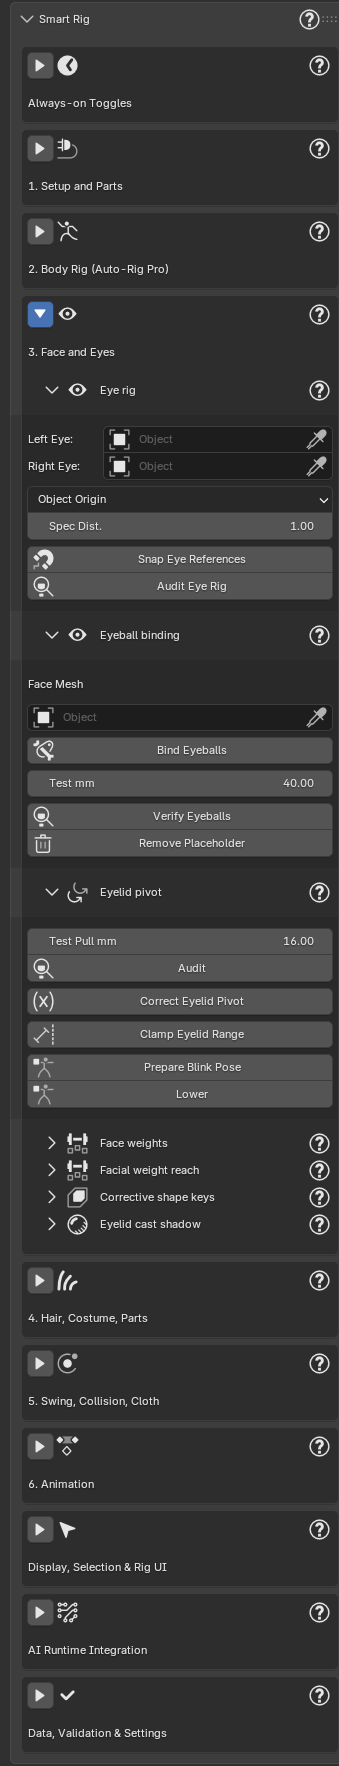 Smart Rig
Always-on Toggles
1. Setup and Parts
2. Body Rig (Auto-Rig Pro)
3. Face and Eyes
Eye rig
Left Eye: Object
Right Eye: Object
Object Origin
Spec Dist. 1.00
Snap Eye References
Audit Eye Rig
Eyeball binding
Face Mesh
Object
Bind Eyeballs
Test mm 40.00
Verify Eyeballs
Remove Placeholder
Eyelid pivot
Test Pull mm 16.00
Audit
Correct Eyelid Pivot
Clamp Eyelid Range
Prepare Blink Pose
Lower
Face weights
Facial weight reach
Corrective shape keys
Eyelid cast shadow
4. Hair, Costume, Parts
5. Swing, Collision, Cloth
6. Animation
Display, Selection & Rig UI
AI Runtime Integration
Data, Validation & Settings